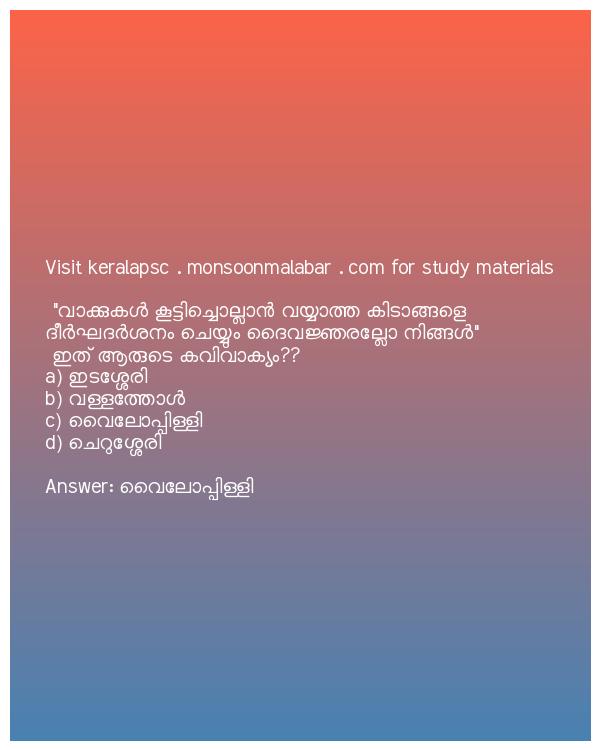 Visit keralapsc . monsoonmalabar . com for study materials
"വാക്കുകൾ കൂട്ടിച്ചൊല്ലാൻ വയ്യാത്ത കിടാങ്ങളെ
ദീർഘദർശനം ചെയ്യും ദൈവജ്ഞരല്ലോ നിങ്ങൾ"
ഇത് ആരുടെ കവിവാക്യം??
a) ഇടശ്ശേരി
b) വള്ളത്തോൾ
c) വൈലോപ്പിള്ളി
d) ചെറുശ്ശേരി
Answer: വൈലോപ്പിള്ളി